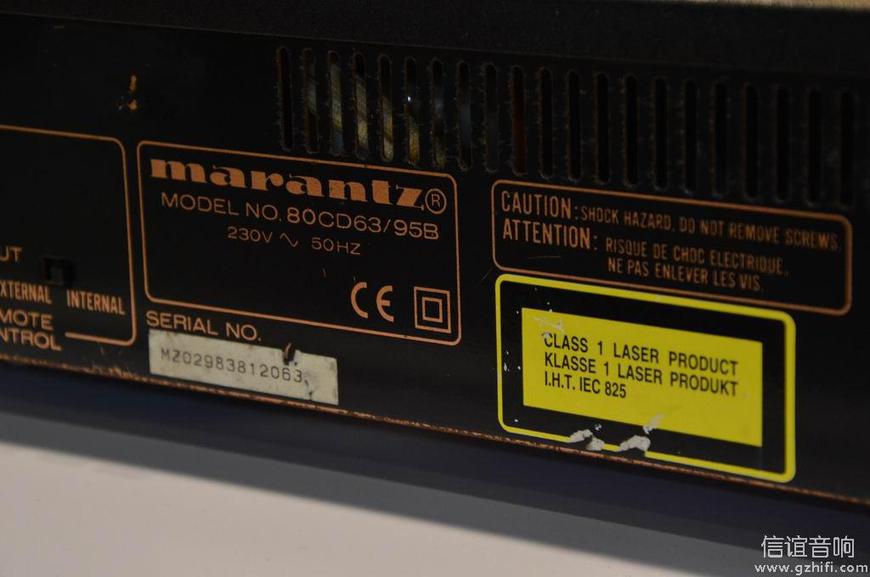 UT
EXTERNAL INTERNAL
MOTE
ONTROL
marantz®
MODEL NO. 80CD63/95B
230V ~ 50HZ
CE
SERIAL NO.
MZ02983812063
CAUTION: SHOCK HAZARD. DO NOT REMOVE SCREWS.
ATTENTION: RISQUE DE CHOC ELECTRIQUE.
NE PAS ENLEVER LES VIS.
CLASS 1 LASER PRODUCT
KLASSE 1 LASER PRODUKT
I.H.T. IEC 825
信谊音响
www.gzhifi.com